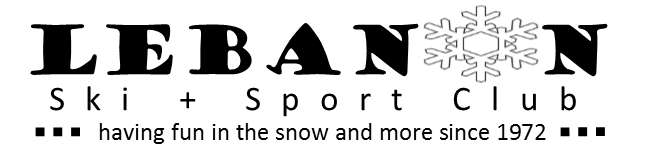 LEBANON
Ski + Sport Club
▪▪▪ having fun in the snow and more since 1972 ▪▪▪